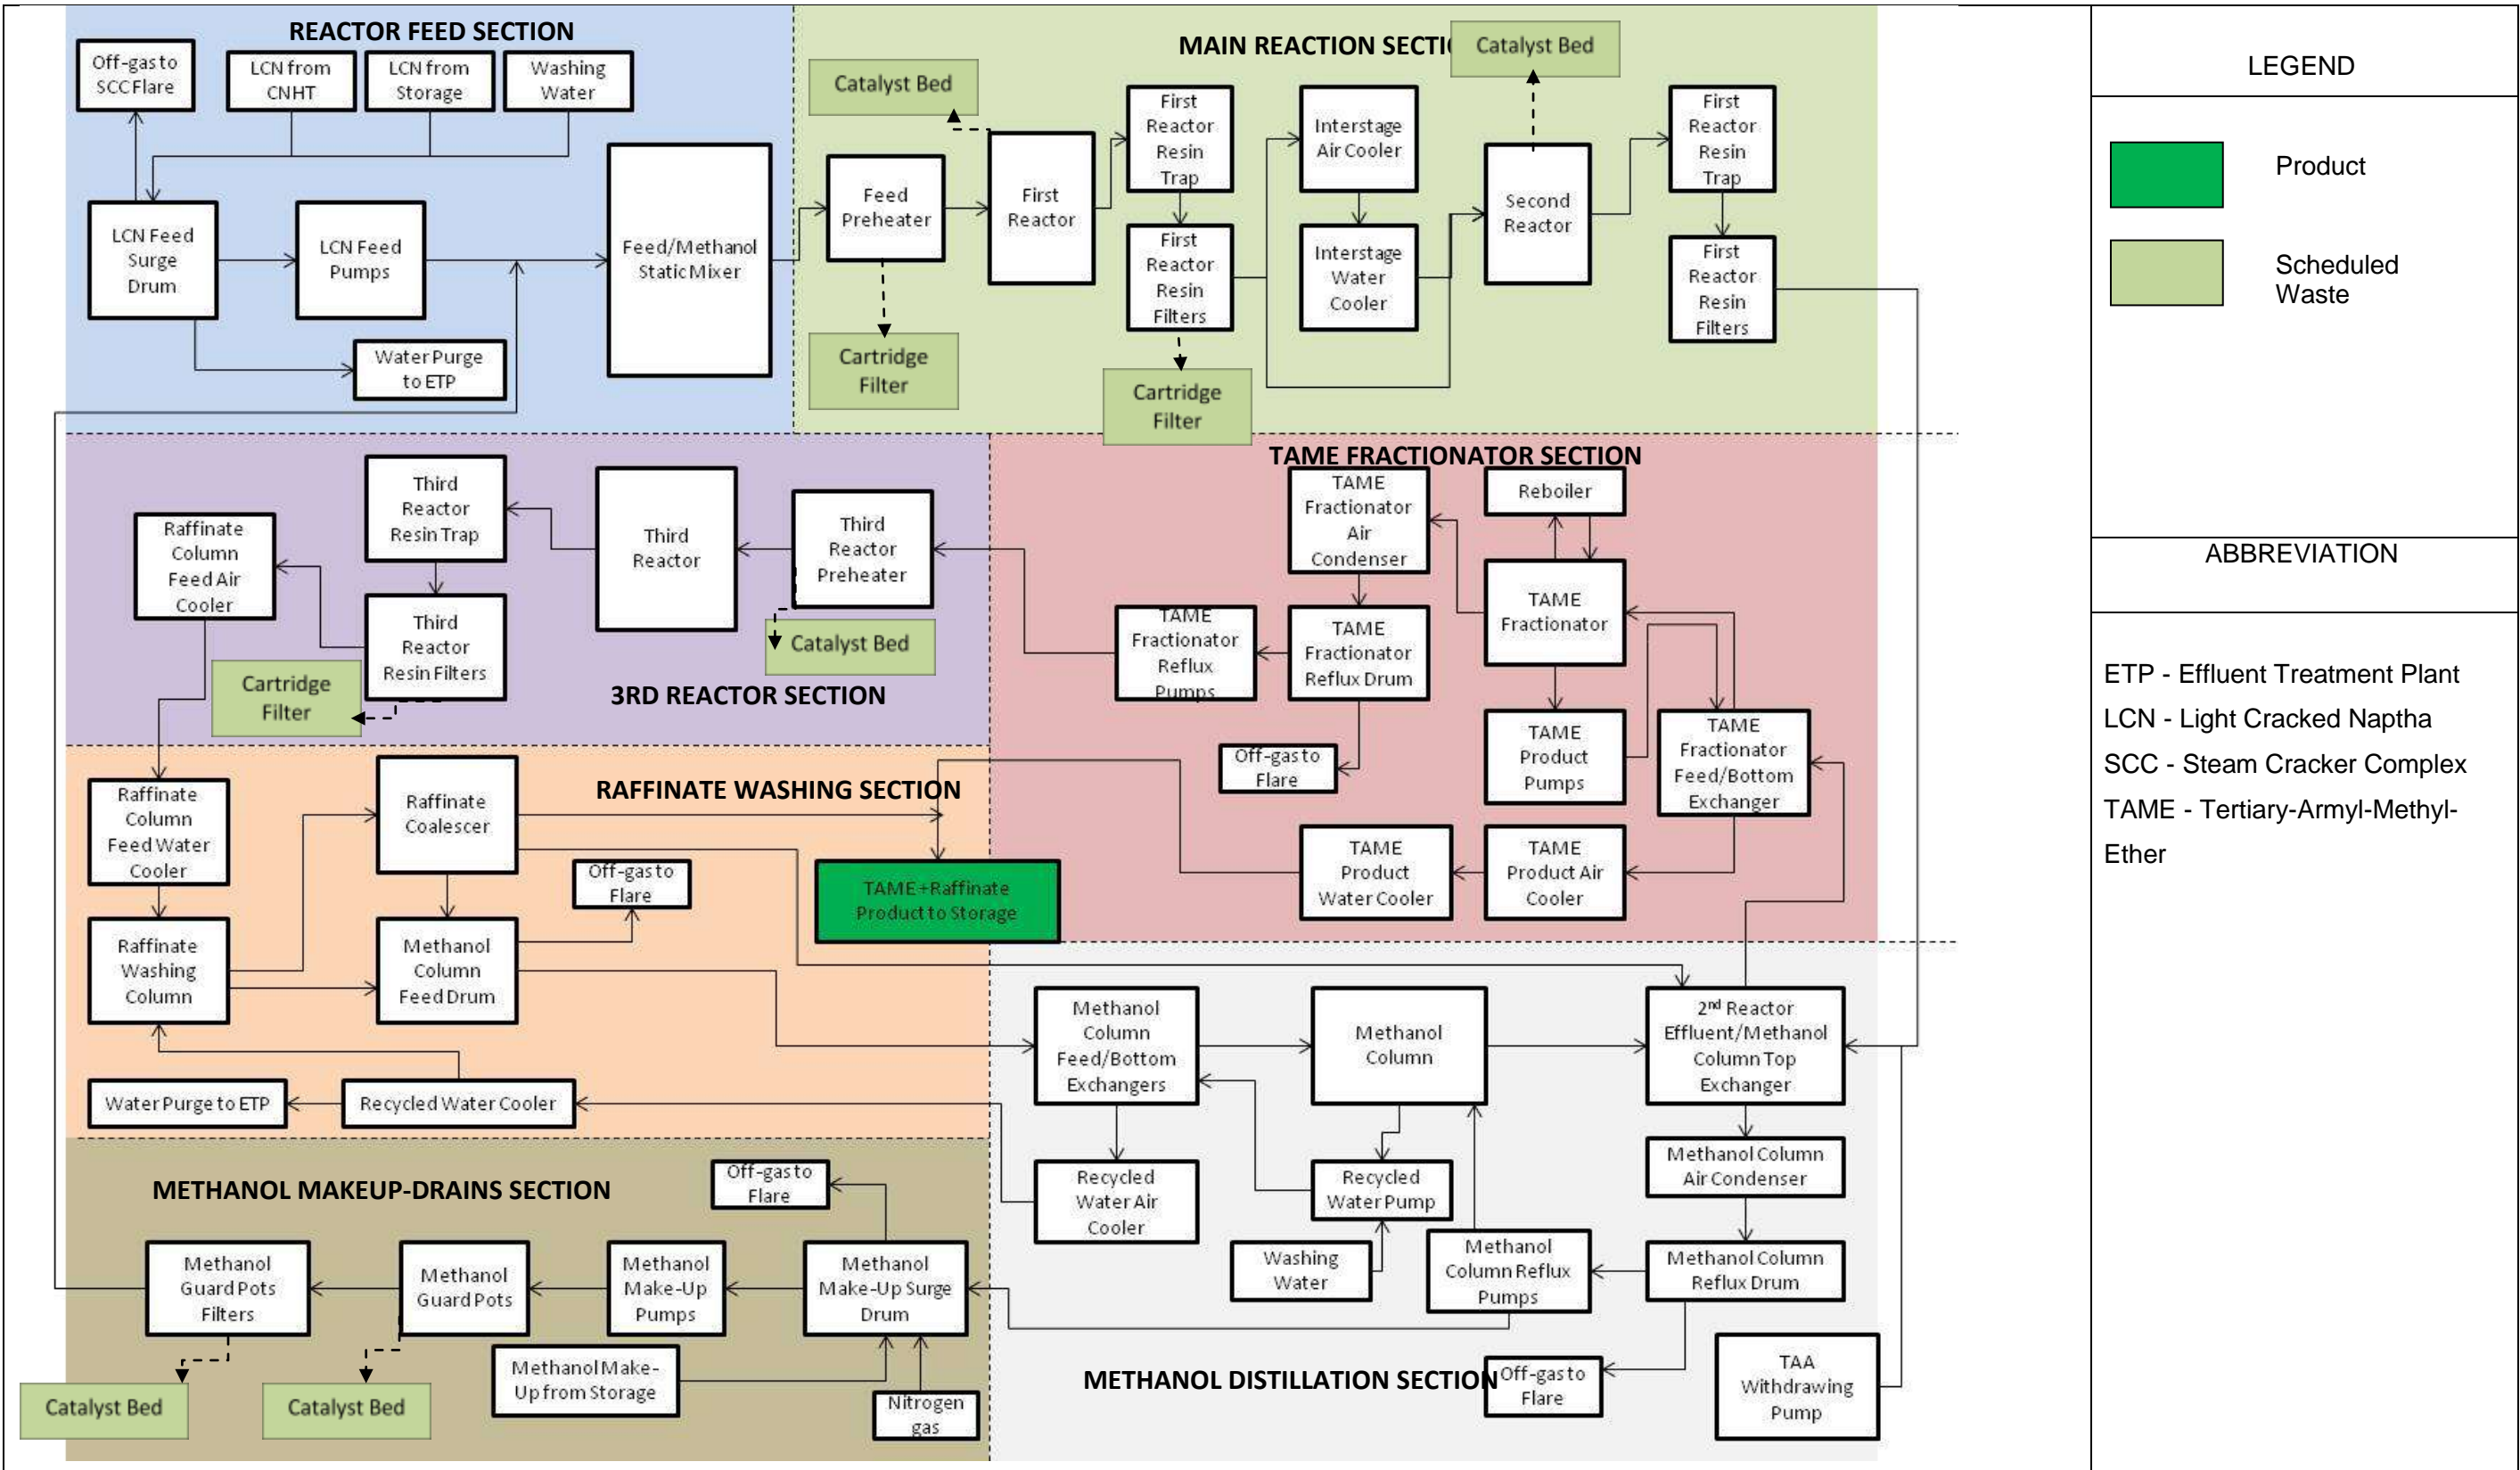 REACTOR FEED SECTION
Off-gas to
SCC Flare
LCN from
CNHT
LCN from
Storage
Washing
Water
LCN Feed
Surge
Drum
LCN Feed
Pumps
Feed/Methanol
Static Mixer
Water Purge
to ETP
MAIN REACTION SECTI
Catalyst Bed
Catalyst Bed
Feed
Preheater
First
Reactor
First
Reactor
Resin
Trap
First
Reactor
Resin
Filters
Interstage
Air Cooler
Interstage
Water
Cooler
Second
Reactor
First
Reactor
Resin
Trap
First
Reactor
Resin
Filters
Cartridge
Filter
Cartridge
Filter
Raffinate
Column
Feed Air
Cooler
Third
Reactor
Resin Trap
Third
Reactor
Resin Filters
Third
Reactor
Third
Reactor
Preheater
Cartridge
Filter
Catalyst Bed
3RD REACTOR SECTION
TAME FRACTIONATOR SECTION
TAME
Fractionator
Air
Condenser
Reboiler
TAME
Fractionator
Reflux
Pumps
TAME
Fractionator
Reflux Drum
TAME
Fractionator
Off-gas to
Flare
TAME
Product
Pumps
TAME
Fractionator
Feed/Bottom
Exchanger
TAME
Product
Water Cooler
TAME
Product Air
Cooler
RAFFINATE WASHING SECTION
Raffinate
Column
Feed Water
Cooler
Raffinate
Coalescer
Off-gas to
Flare
TAME+Raffinate
Product to Storage
Raffinate
Washing
Column
Methanol
Column
Feed Drum
Water Purge to ETP
Recycled Water Cooler
Methanol
Column
Feed/Bottom
Exchangers
Methanol
Column
2nd Reactor
Effluent/Methanol
Column Top
Exchanger
Recycled
Water Air
Cooler
Recycled
Water Pump
Methanol Column
Air Condenser
Washing
Water
Methanol
Column Reflux
Pumps
Methanol Column
Reflux Drum
METHANOL DISTILLATION SECTION
Off-gas to
Flare
TAA
Withdrawing
Pump
METHANOL MAKEUP-DRAINS SECTION
Off-gas to
Flare
Methanol
Guard Pots
Filters
Methanol
Guard Pots
Methanol
Make-Up
Pumps
Methanol
Make-Up Surge
Drum
Methanol Make-
Up from Storage
Nitrogen
gas
Catalyst Bed
Catalyst Bed
LEGEND
Product
Scheduled
Waste
ABBREVIATION
ETP - Effluent Treatment Plant
LCN - Light Cracked Naptha
SCC - Steam Cracker Complex
TAME - Tertiary-Armyl-Methyl-
Ether